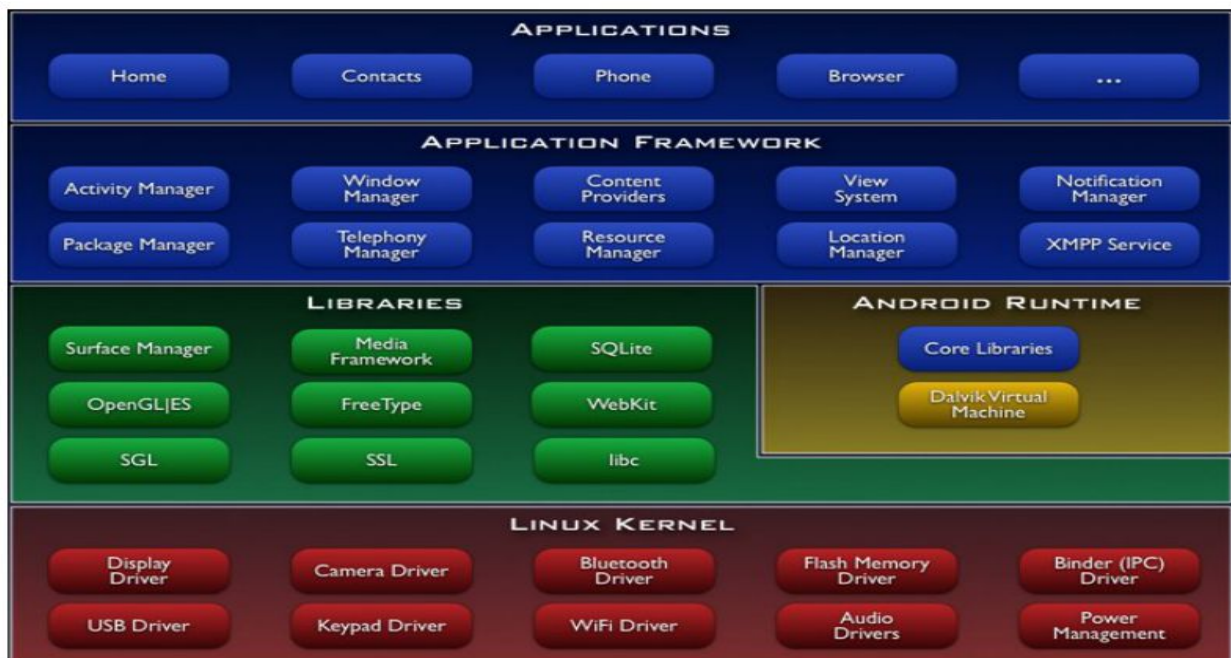 APPLICATIONS
Home
Contacts
Phone
Browser
...
APPLICATION FRAMEWORK
Activity Manager
Window
Manager
Content
Providers
View
System
Notification
Manager
Package Manager
Telephony
Manager
Resource
Manager
Location
Manager
XMPP Service
LIBRARIES
Surface Manager
Media
Framework
SQLite
OpenGL|ES
FreeType
WebKit
SGL
SSL
libc
ANDROID RUNTIME
Core Libraries
Dalvik Virtual
Machine
LINUX KERNEL
Display
Driver
Camera Driver
Bluetooth
Driver
Flash Memory
Driver
Binder (IPC)
Driver
USB Driver
Keypad Driver
WiFi Driver
Audio
Drivers
Power
Management